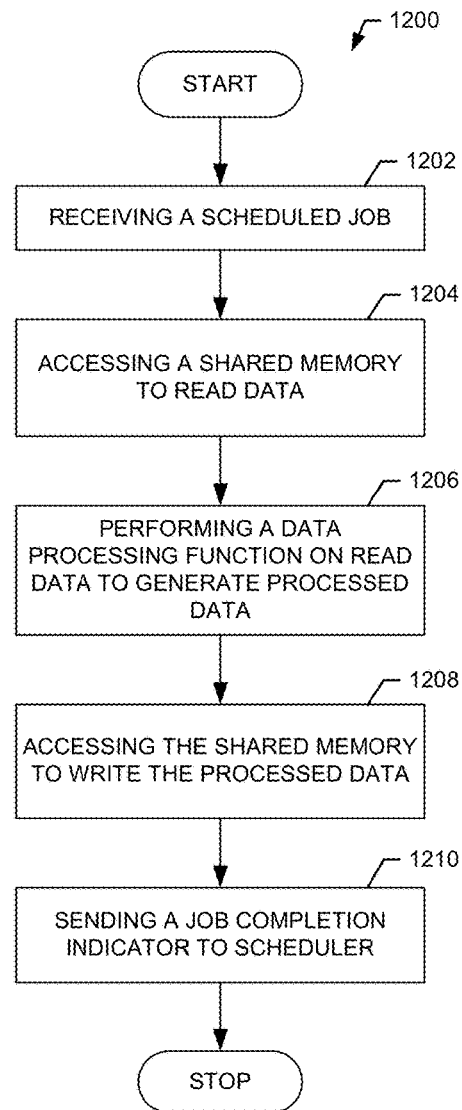 1200
START
1202
RECEIVING A SCHEDULED JOB
1204
ACCESSING A SHARED MEMORY
TO READ DATA
1206
PERFORMING A DATA
PROCESSING FUNCTION ON READ
DATA TO GENERATE PROCESSED
DATA
1208
ACCESSING THE SHARED MEMORY
TO WRITE THE PROCESSED DATA
1210
SENDING A JOB COMPLETION
INDICATOR TO SCHEDULER
STOP